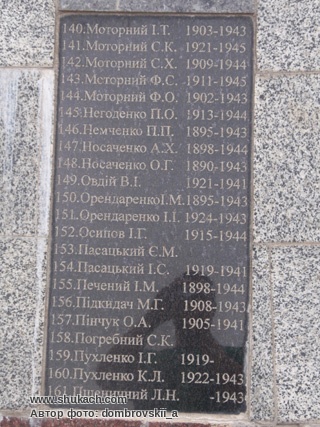 140.Моторний І.Т. 1903-1943
141.Моторний С.К. 1921-1945
142.Моторний С.Х. 1909-1944
143.Моторний Ф.С. 1911-1945
144.Моторний Ф.О. 1902-1943
145.Негоденко П.О. 1913-1944
146.Немченко П.П. 1895-1943
147.Носаченко А.Х. 1898-1944
148.Носаченко О.Г. 1890-1943
149.Овдій В.І. 1921-1941
150.ОрендаренкоІ.М.1895-1943
151.Орендаренко І.І. 1924-1943
152.Осипов І.Г. 1915-1944
153.Пасацький Є.М.
154.Пасацький І.С. 1919-1941
155.Печений І.М. 1898-1944
156.Підкидач М.Г. 1908-1943
157.Пінчук О.А. 1905-1941
158.Погребний С.К.
159.Пухленко І.Г. 1919-
160.Пухленко К.Л. 1922-1943
161.Пшеничний Л.Н. -1943
www.shukach.com
Автор фото: dombrovskii_a